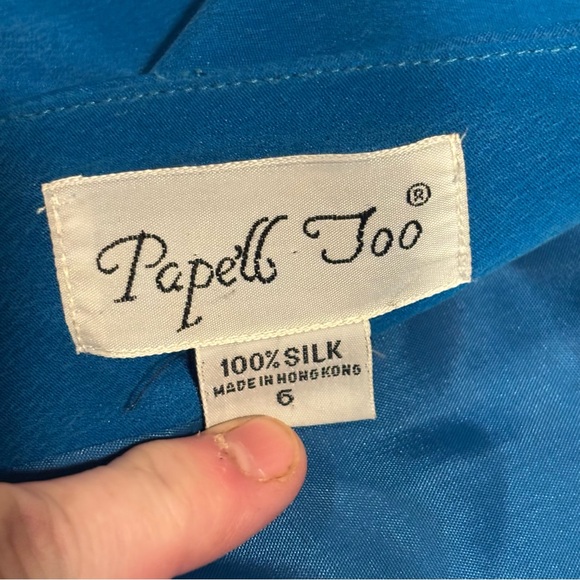 Papell Too®
100% SILK
MADE IN HONG KONG
6